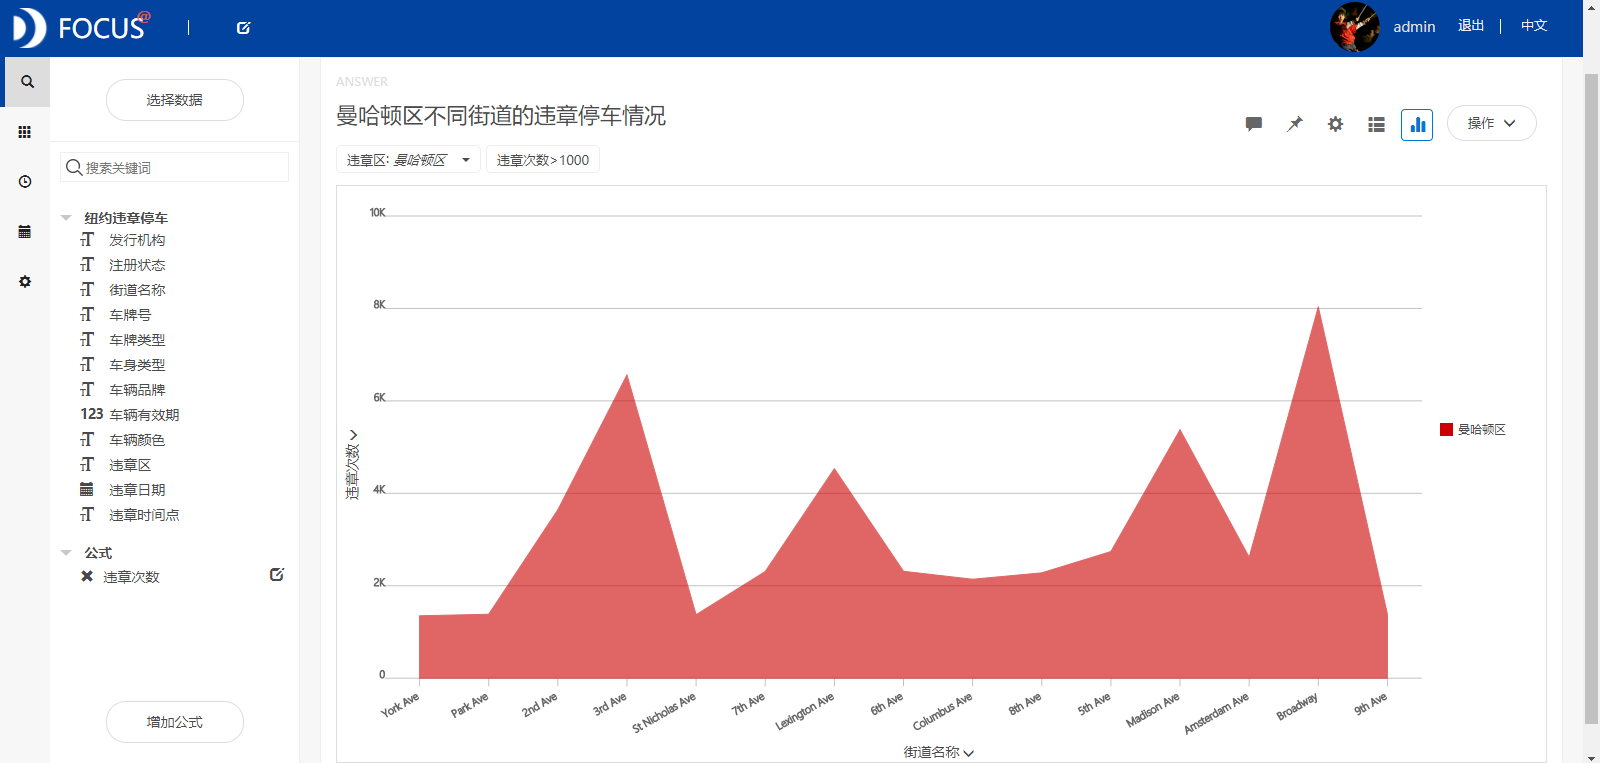 FOCUS@
admin
退出
中文
选择数据
搜索关键词
纽约违章停车
发行机构
注册状态
街道名称
车牌号
车牌类型
车身类型
车辆品牌
123 车辆有效期
车辆颜色
违章区
违章日期
违章时间点
公式
违章次数
增加公式
ANSWER
曼哈顿区不同街道的违章停车情况
操作
违章区: 曼哈顿区
违章次数>1000
10K
8K
6K
4K
2K
0
违章次数
York Ave
Park Ave
2nd Ave
3rd Ave
St Nicholas Ave
7th Ave
Lexington Ave
6th Ave
Columbus Ave
8th Ave
5th Ave
Madison Ave
Amsterdam Ave
Broadway
9th Ave
街道名称
曼哈顿区